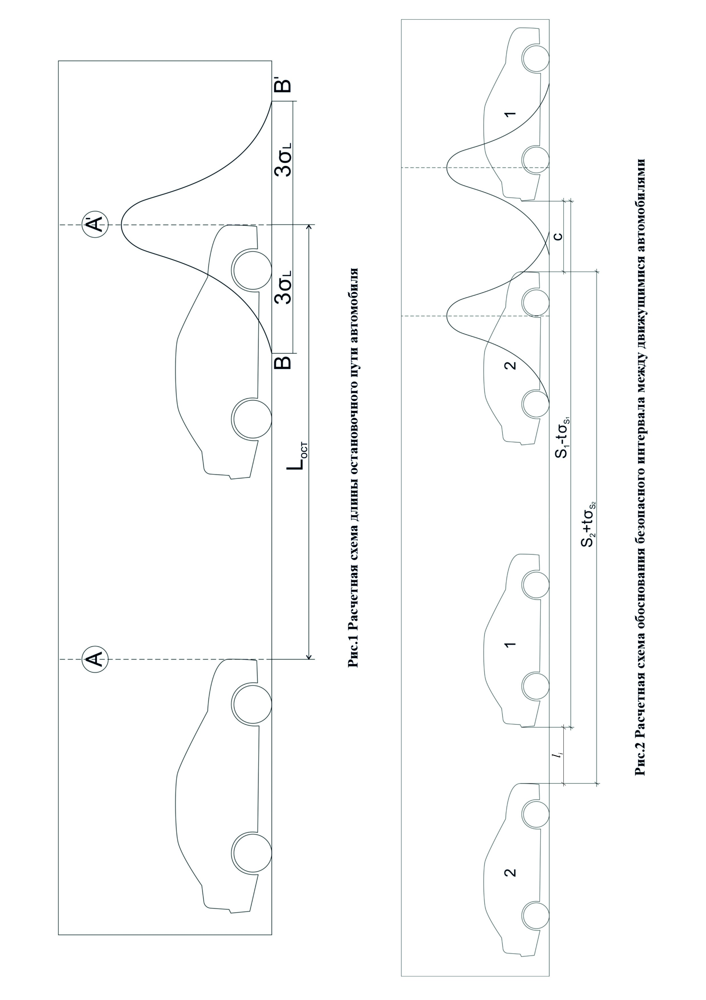 A
A'
B
3σL
3σL
B'
Lост
Рис.1 Расчетная схема длины остановочного пути автомобиля
2
1
2
1
li
c
S1-tσS1
S2+tσS2
Рис.2 Расчетная схема обоснования безопасного интервала между движущимися автомобилями